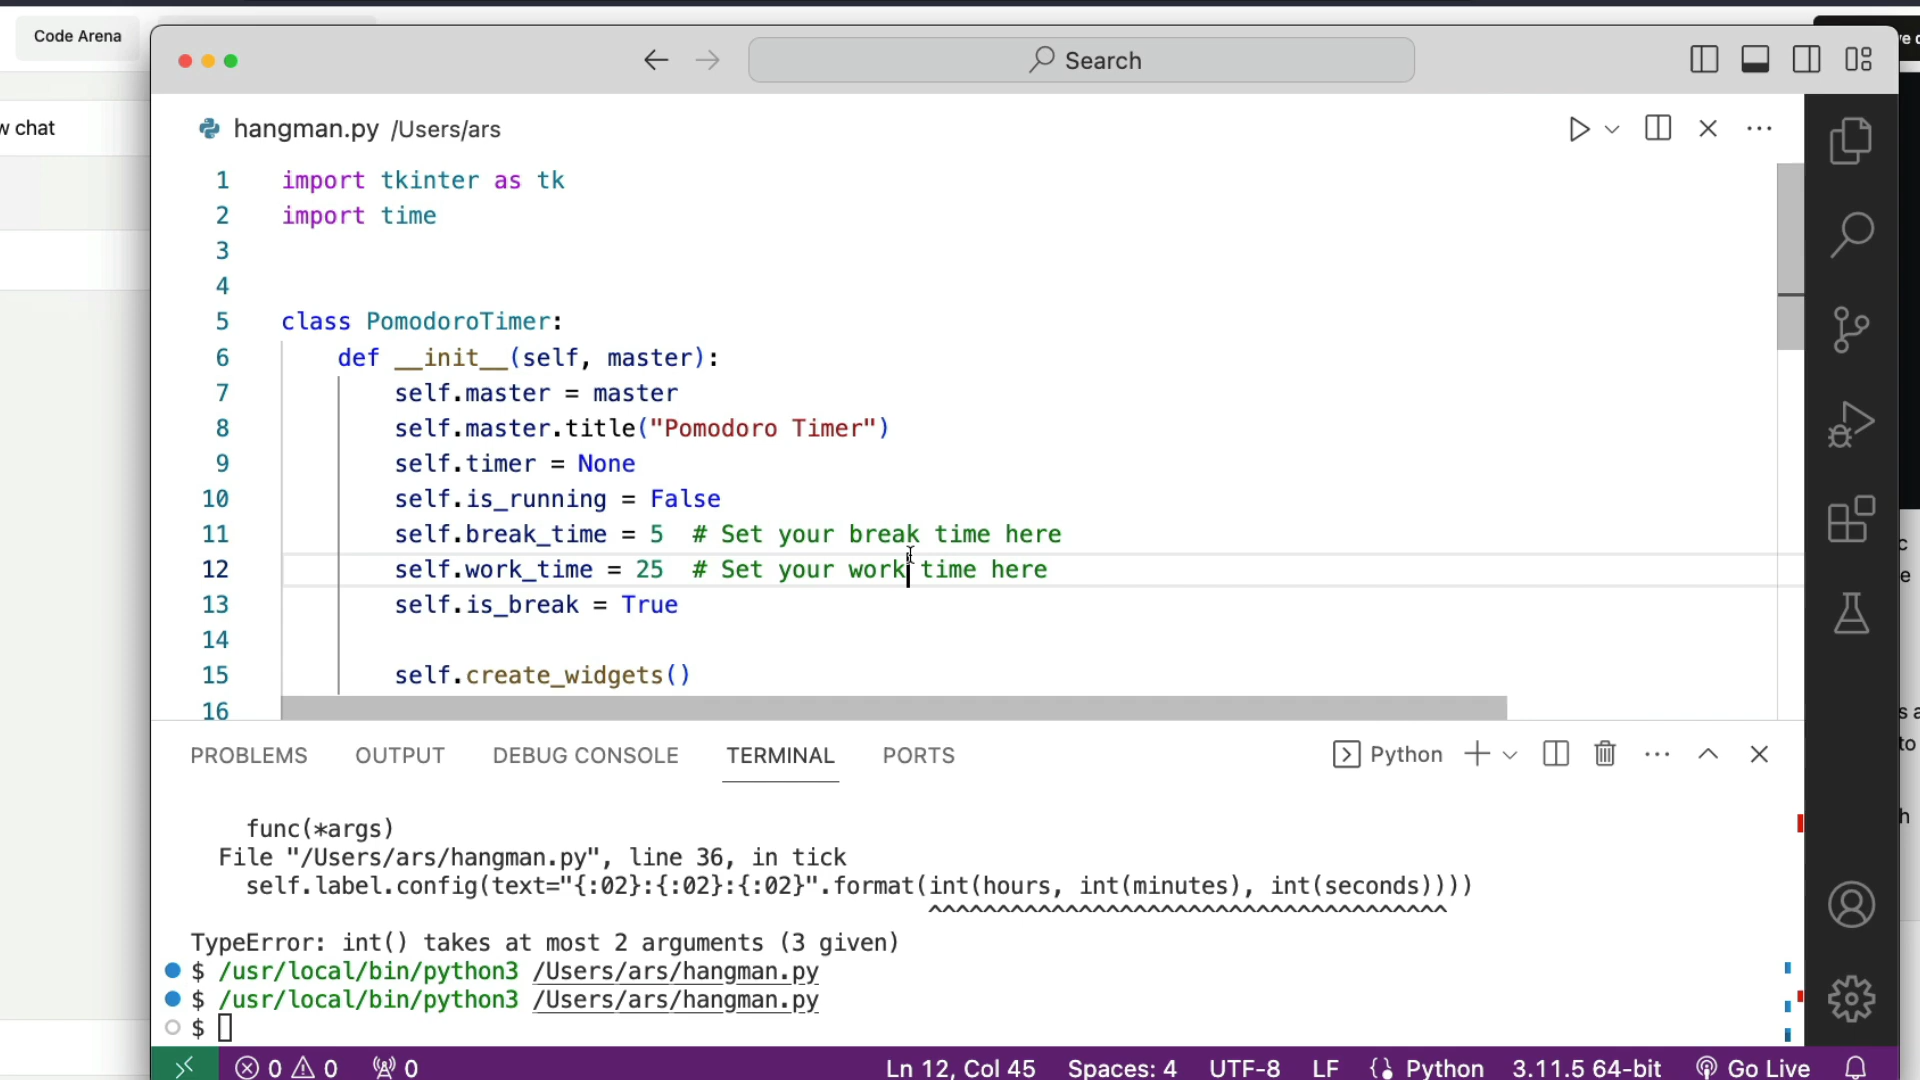 Code Arena
Search
w chat
hangman.py /Users/ars
1 import tkinter as tk
2 import time
3
4
5 class PomodoroTimer:
6 def __init__(self, master):
7 self.master = master
8 self.master.title("Pomodoro Timer")
9 self.timer = None
10 self.is_running = False
11 self.break_time = 5 # Set your break time here
12 self.work_time = 25 # Set your work time here
13 self.is_break = True
14
15 self.create_widgets()
16
PROBLEMS OUTPUT DEBUG CONSOLE TERMINAL PORTS Python
func(*args)
File "/Users/ars/hangman.py", line 36, in tick
self.label.config(text="{:02}:{:02}:{:02}".format(int(hours, int(minutes), int(seconds))))
^^^^^^^^^^^^^^^^^^^^^^^^^^^^^^^^^^^^^^
TypeError: int() takes at most 2 arguments (3 given)
$ /usr/local/bin/python3 /Users/ars/hangman.py
$ /usr/local/bin/python3 /Users/ars/hangman.py
$
0 0 0 Ln 12, Col 45 Spaces: 4 UTF-8 LF Python 3.11.5 64-bit Go Live